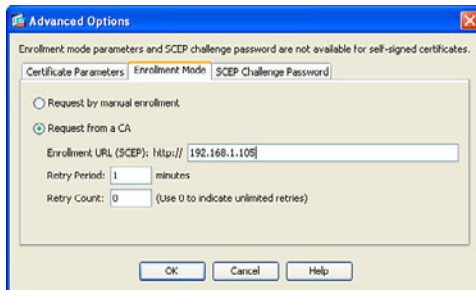 Advanced Options
Enrollment mode parameters and SCEP challenge password are not available for self-signed certificates.
Certificate Parameters Enrollment Mode SCEP Challenge Password
Request by manual enrollment
Request from a CA
Enrollment URL (SCEP): http:// 192.168.1.105
Retry Period: 1 minutes
Retry Count: 0 (Use 0 to indicate unlimited retries)
OK Cancel Help